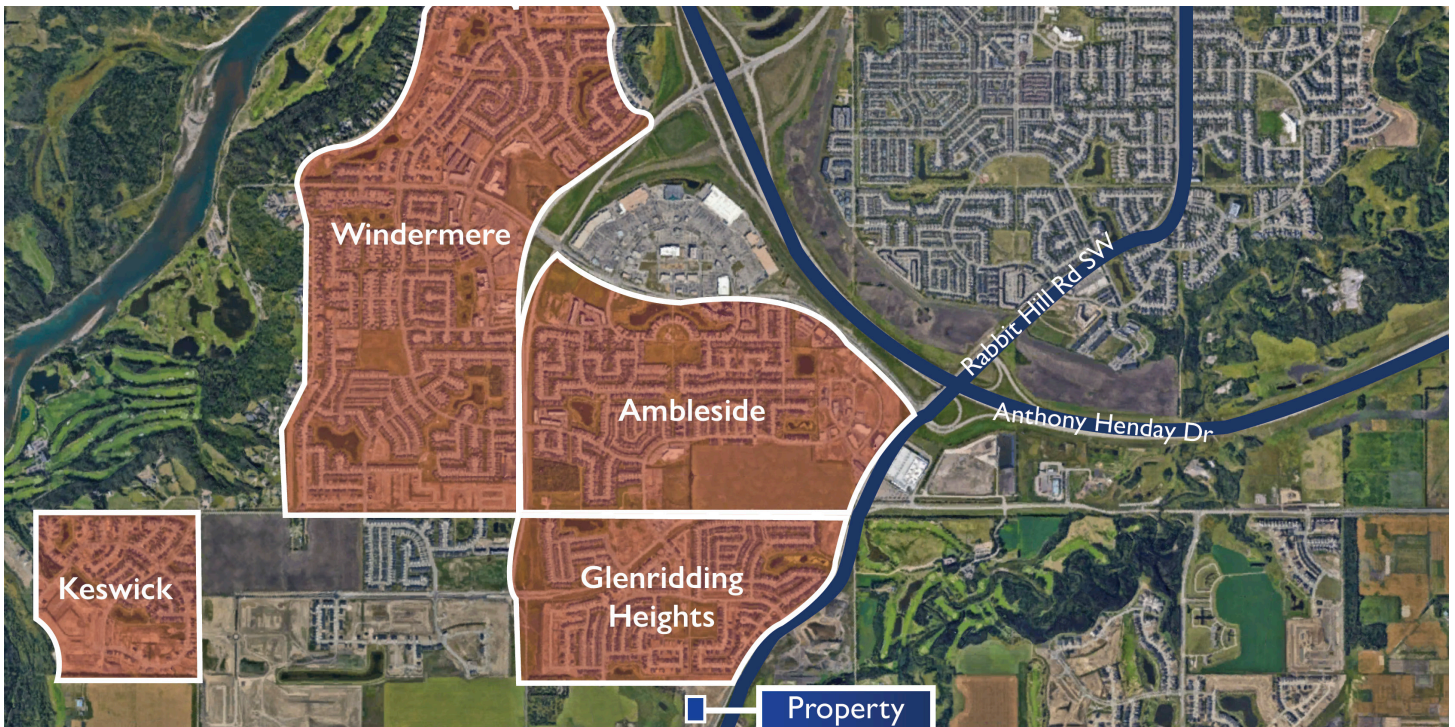 Windermere
Rabbit Hill Rd SW
Ambleside
Anthony Henday Dr
Keswick
Glenridding
Heights
Property